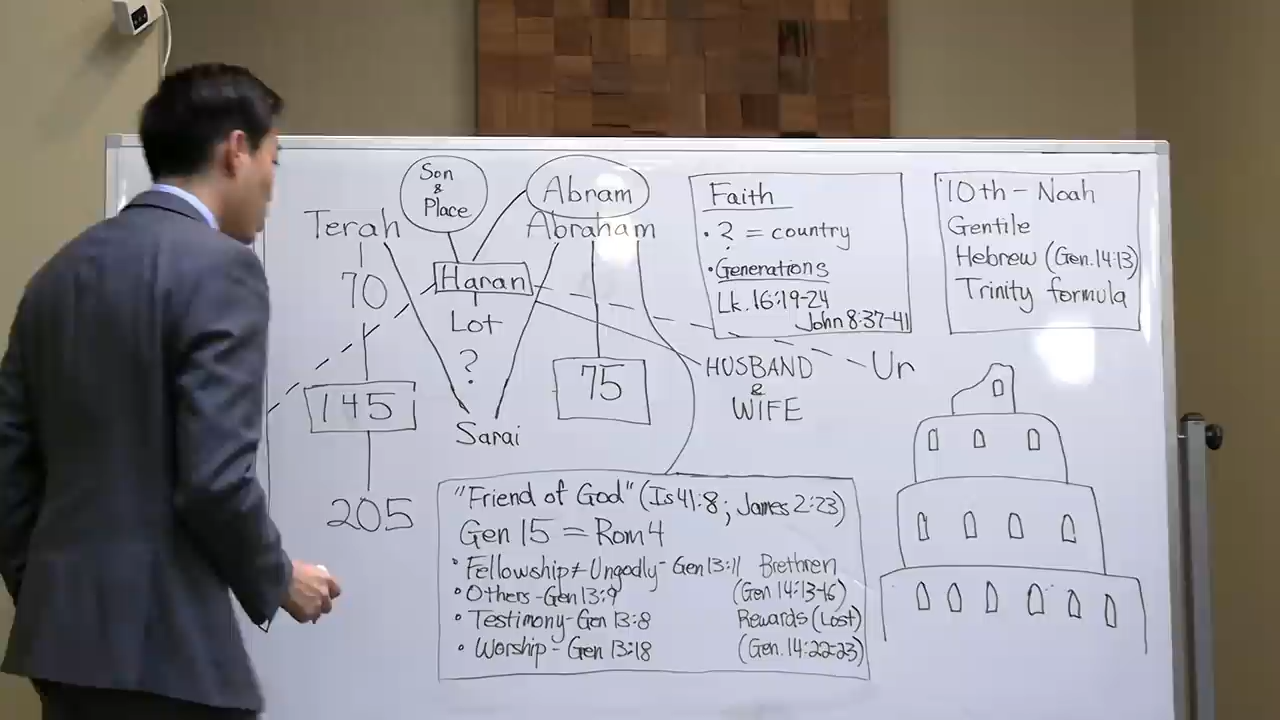 Son
&
Place
Abram
Terah
Abraham
70
Haran
Lot
?
145
75
Sarai
205
HUSBAND
&
WIFE
Ur
Faith
• ? = country
• Generations
Lk. 16:19-24
John 8:37-41
10th - Noah
Gentile
Hebrew (Gen. 14:13)
Trinity formula
"Friend of God" (Is 41:8; James 2:23)
Gen 15 = Rom 4
• Fellowship ≠ Ungodly - Gen 13:11 Brethren
• Others - Gen 13:9 (Gen 14:13-16)
• Testimony - Gen 13:8 Rewards (Lost)
• Worship - Gen 13:18 (Gen. 14:22-23)